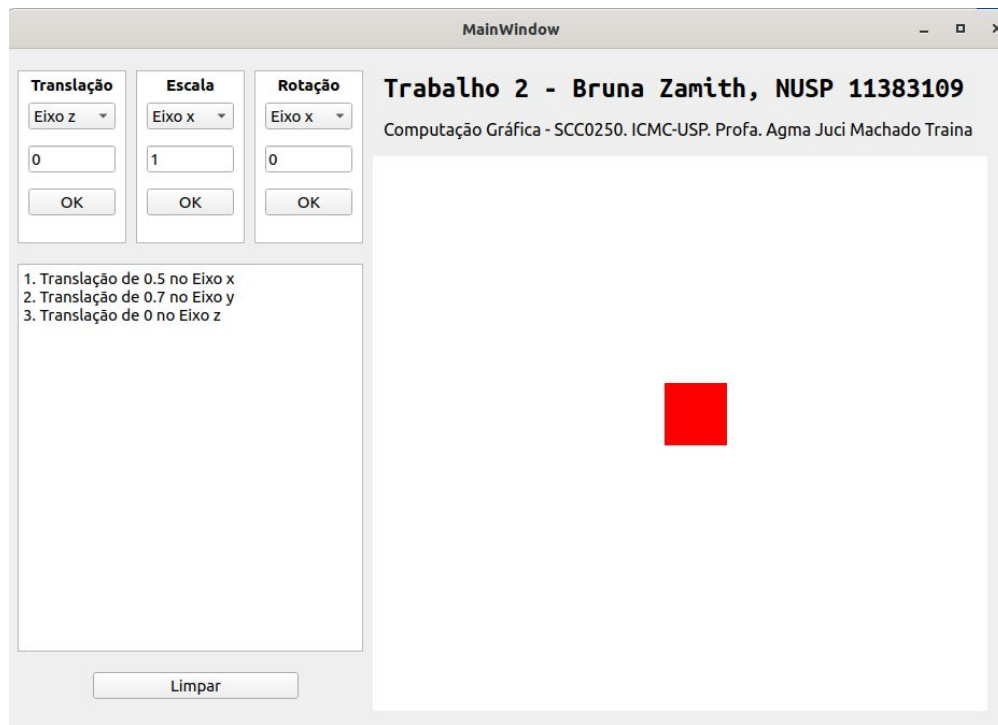 MainWindow
Translação
Escala
Rotação
Eixo z
Eixo x
Eixo x
0
1
0
OK
OK
OK
Trabalho 2 - Bruna Zamith, NUSP 11383109
Computação Gráfica - SCC0250. ICMC-USP. Profa. Agma Juci Machado Traina
1. Translação de 0.5 no Eixo x
2. Translação de 0.7 no Eixo y
3. Translação de 0 no Eixo z
Limpar